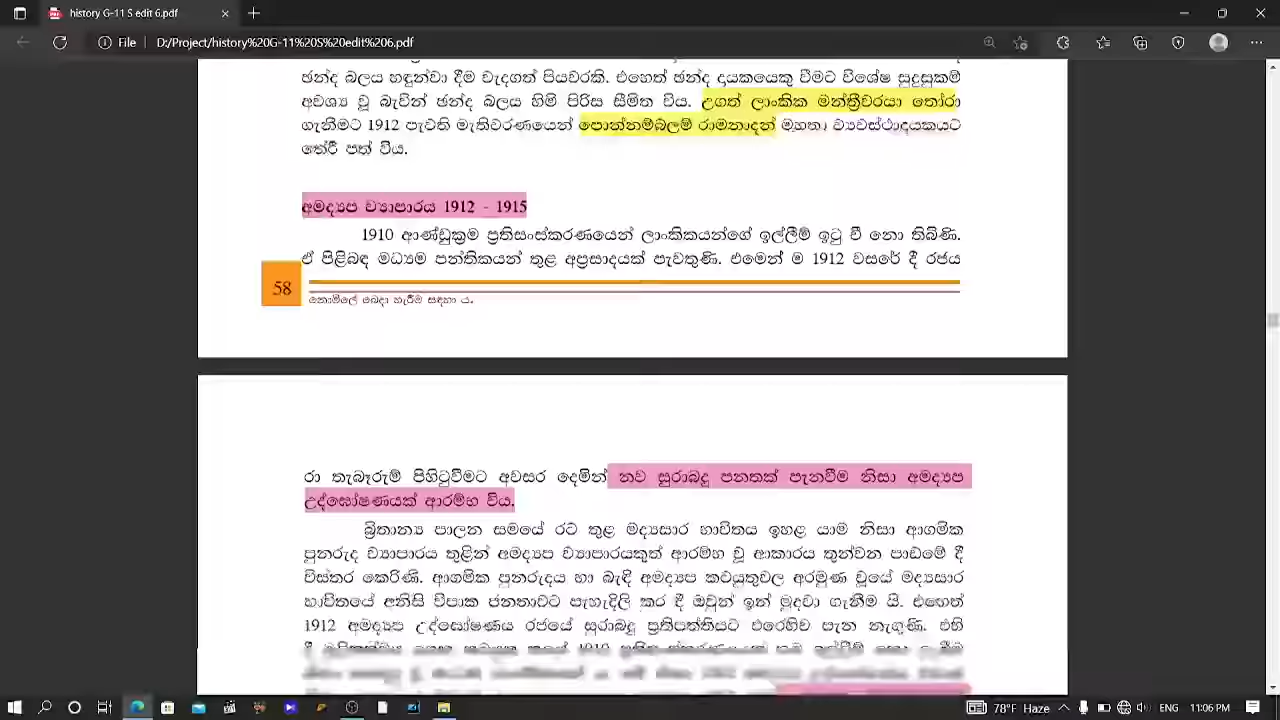 history G-11 S edit 6.pdf
File
D:/Project/history%20G-11%20S%20edit%206.pdf
ඡන්ද බලය හඳුන්වා දීම වැදගත් පියවරකි. එහෙත් ඡන්ද දායකයෙකු වීමට විශේෂ සුදුසුකම්
අවශ්‍ය වූ බැවින් ඡන්ද බලය හිමි පිරිස සීමිත විය. උගත් ලාංකික මන්ත්‍රීවරයා තෝරා
ගැනීමට 1912 පැවති මැතිවරණයෙන් පොන්නම්බලම් රාමනාදන් මහතා ව්‍යවස්ථාදයකයට
තේරී පත් විය.
අමද්‍යප ව්‍යාපාරය 1912 - 1915
1910 ආණ්ඩුක්‍රම ප්‍රතිසංස්කරණයෙන් ලාංකිකයන්ගේ ඉල්ලීම් ඉටු වී නො තිබිණි.
ඒ පිළිබඳ මධ්‍යම පන්තිකයන් තුළ අප්‍රසාදයක් පැවතුණි. එමෙන් ම 1912 වසරේ දී රජය
58
නොමිලේ බෙදා හැරීම සඳහා ය.
රා තැබෑරුම් පිහිටුවීමට අවසර දෙමින් නව සුරාබදු පනතක් පැනවීම නිසා අමද්‍යප
උද්ඝෝෂණයක් ආරම්භ විය.
බ්‍රිතාන්‍ය පාලන සමයේ රට තුළ මද්‍යසාර භාවිතය ඉහළ යාම නිසා ආගමික
පුනරුද ව්‍යාපාරය තුළින් අමද්‍යප ව්‍යාපාරයකුත් ආරම්භ වූ ආකාරය තුන්වන පාඩමේ දී
විස්තර කෙරිණි. ආගමික පුනරුදය හා බැඳි අමද්‍යප කටයුතුවල අරමුණ වූයේ මද්‍යසාර
භාවිතයේ අනිසි විපාක ජනතාවට පැහැදිලි කර දී ඔවුන් ඉන් මුදවා ගැනීම යි. එහෙත්
1912 අමද්‍යප උද්ඝෝෂණය රජයේ සුරාබදු ප්‍රතිපත්තියට එරෙහිව පැන නැගුණි. එහි
78°F Haze
ENG
11:06 PM